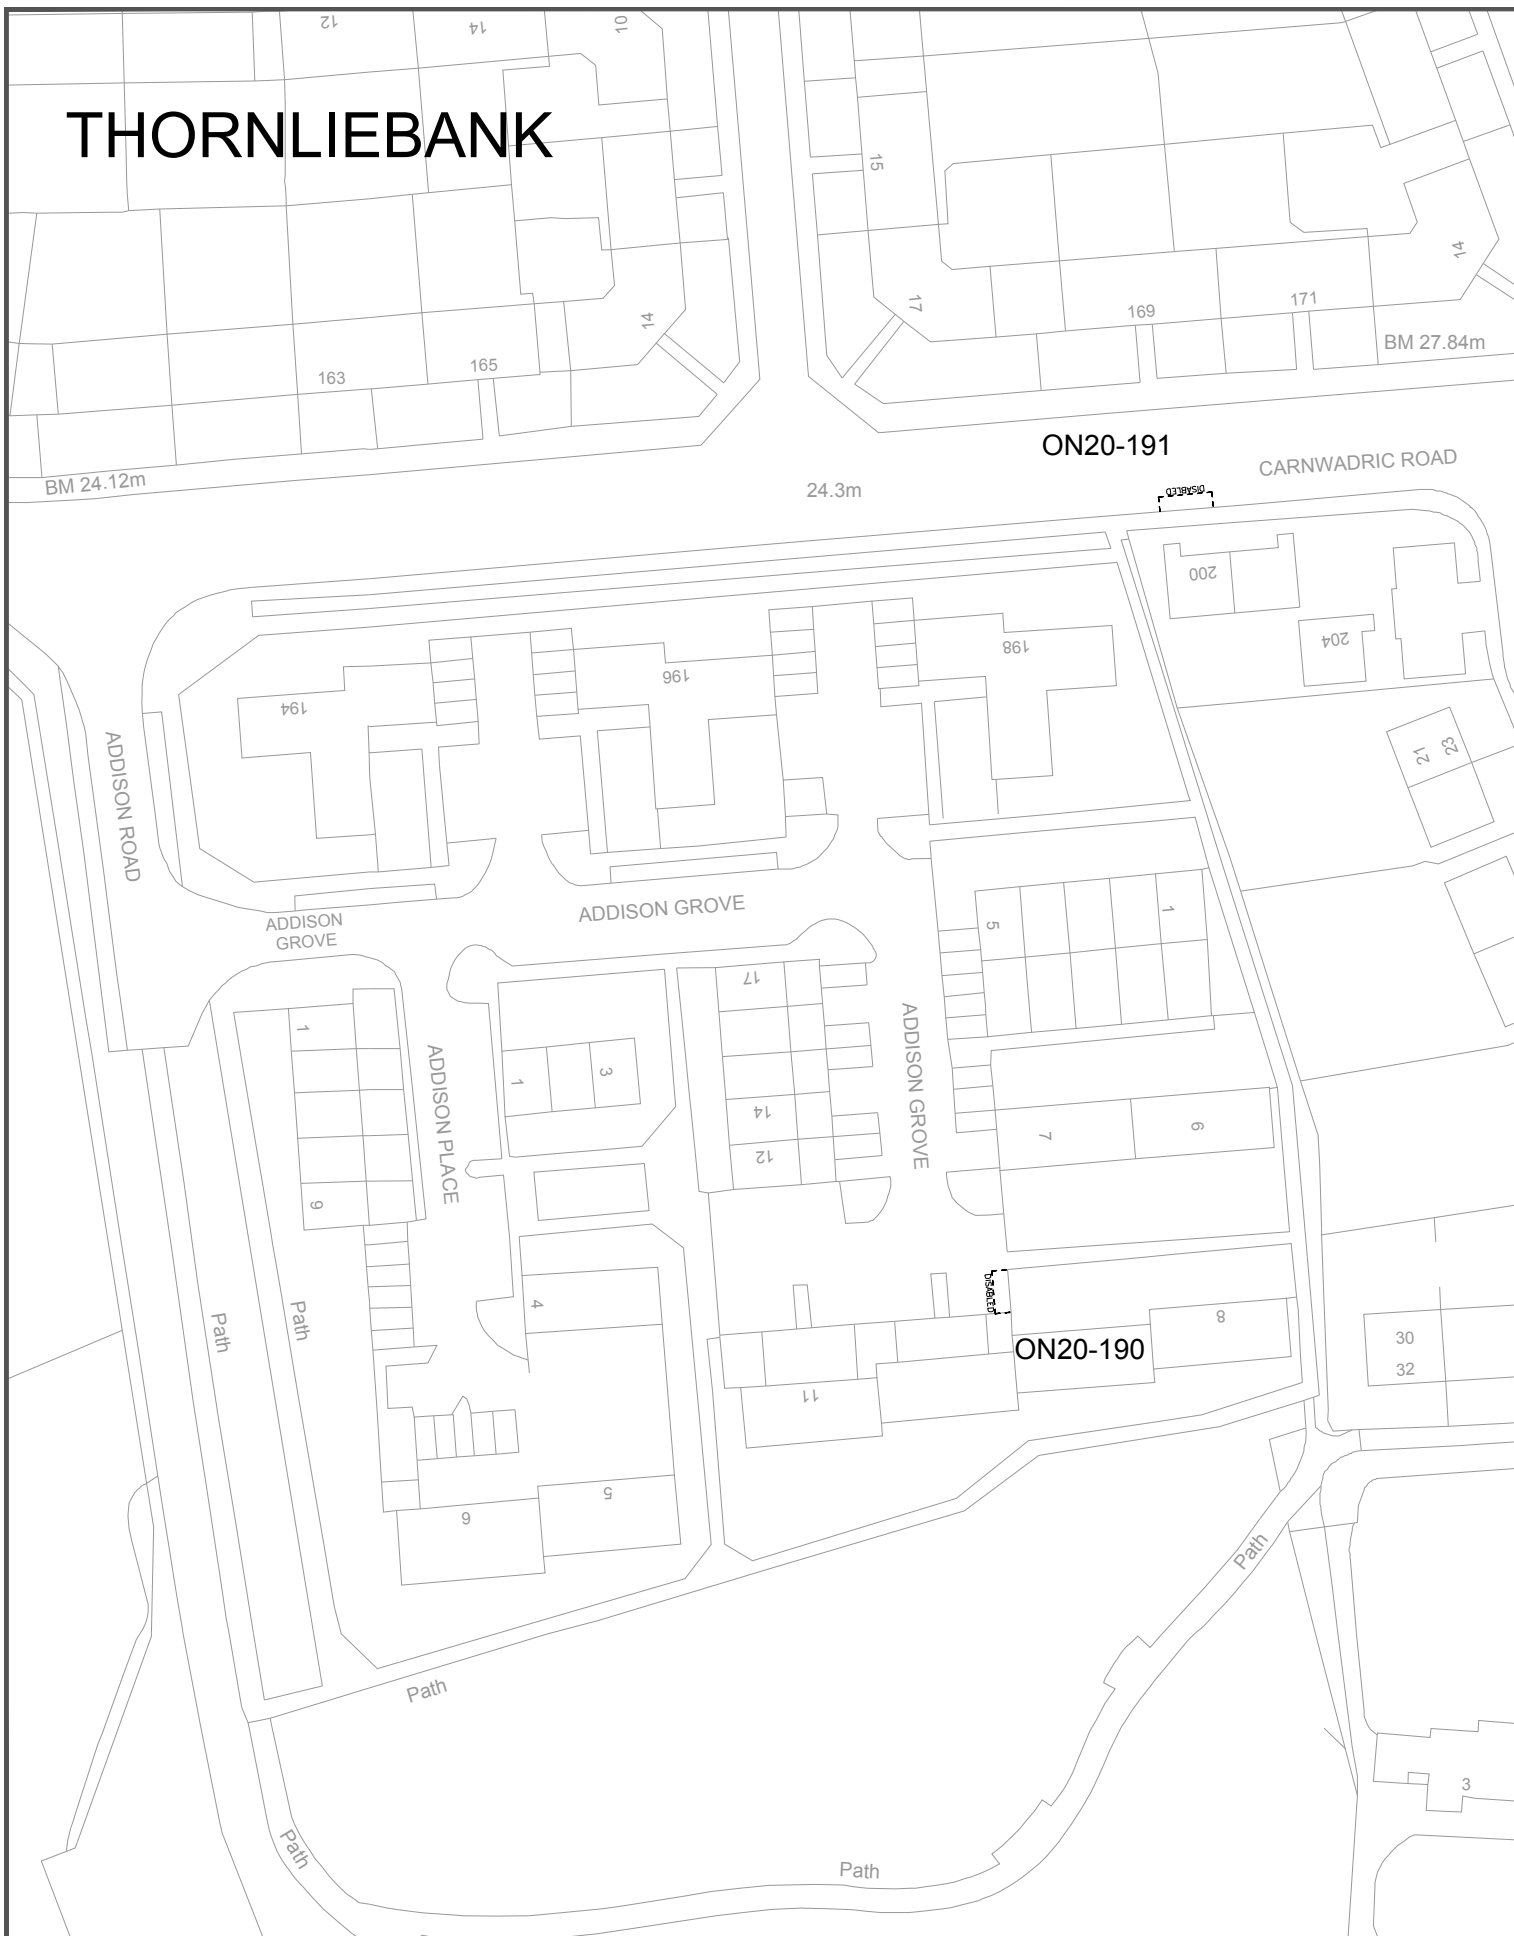 12
14
10
THORNLIEBANK
15
14
17
14
169
171
BM 27.84m
163
165
ON20-191
CARNWADRIC ROAD
BM 24.12m
24.3m
DISABLED
200
204
198
196
194
21
23
ADDISON ROAD
ADDISON GROVE
ADDISON
GROVE
5
1
17
ADDISON GROVE
1
ADDISON PLACE
1
3
14
12
7
6
9
DISABLED
Path
Path
4
8
ON20-190
30
32
11
5
6
Path
Path
3
Path
Path